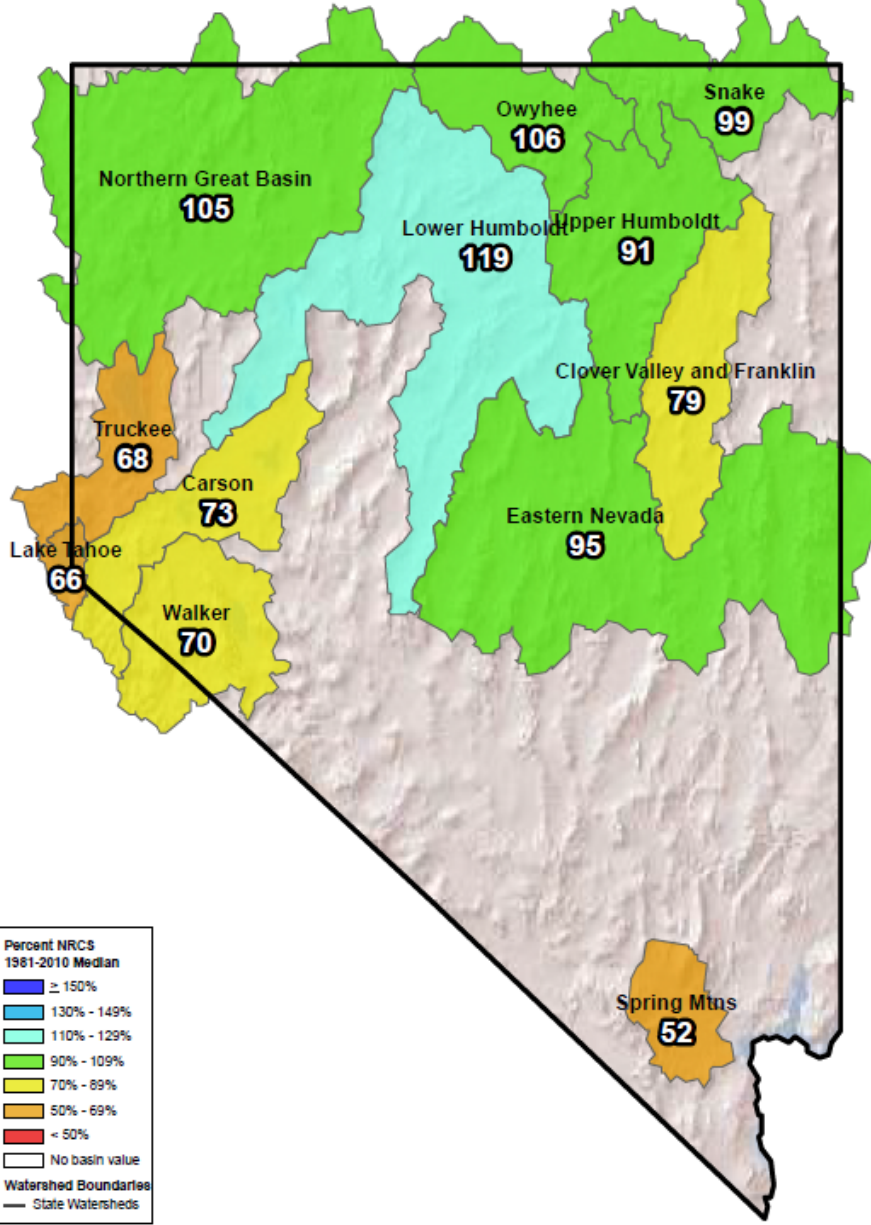 Snake
99
Owyhee
106
Northern Great Basin
105
Lower Humboldt
119
Upper Humboldt
91
Clover Valley and Franklin
79
Truckee
68
Carson
73
Eastern Nevada
95
Lake Tahoe
66
Walker
70
Spring Mtns
52
Percent NRCS
1981-2010 Median
≥ 150%
130% - 149%
110% - 129%
90% - 109%
70% - 89%
50% - 69%
< 50%
No basin value
Watershed Boundaries
State Watersheds